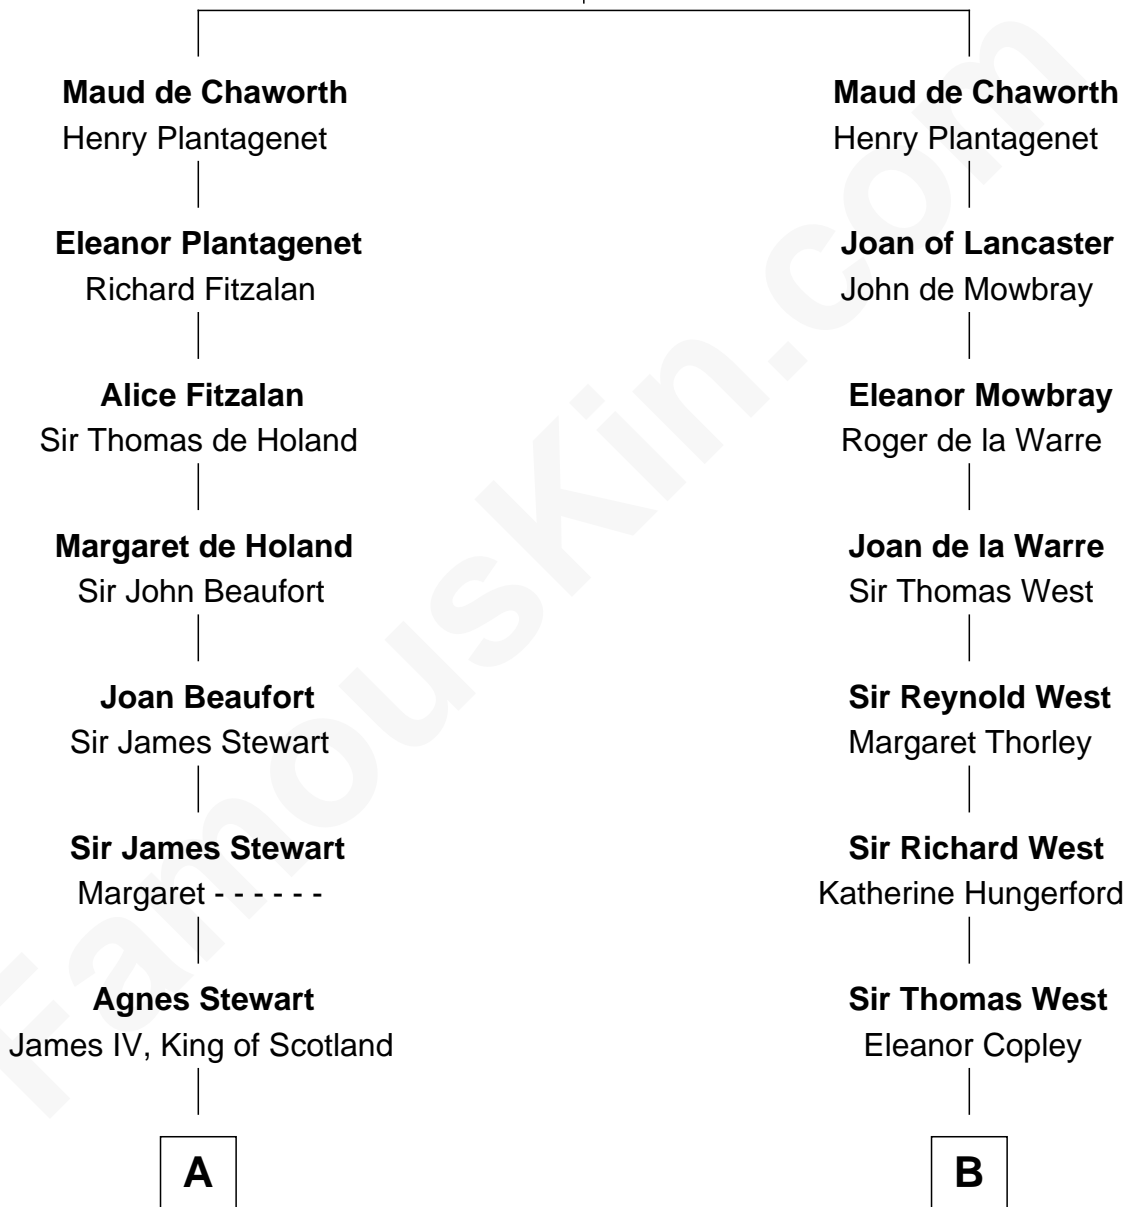 Maud de Chaworth
Henry Plantagenet
Maud de Chaworth
Henry Plantagenet
Eleanor Plantagenet
Richard Fitzalan
Joan of Lancaster
John de Mowbray
Alice Fitzalan
Sir Thomas de Holand
Eleanor Mowbray
Roger de la Warre
Margaret de Holand
Sir John Beaufort
Joan de la Warre
Sir Thomas West
Joan Beaufort
Sir James Stewart
Sir Reynold West
Margaret Thorley
Sir James Stewart
Margaret - - - - - -
Sir Richard West
Katherine Hungerford
Agnes Stewart
James IV, King of Scotland
Sir Thomas West
Eleanor Copley
A
B
FamousKin.com